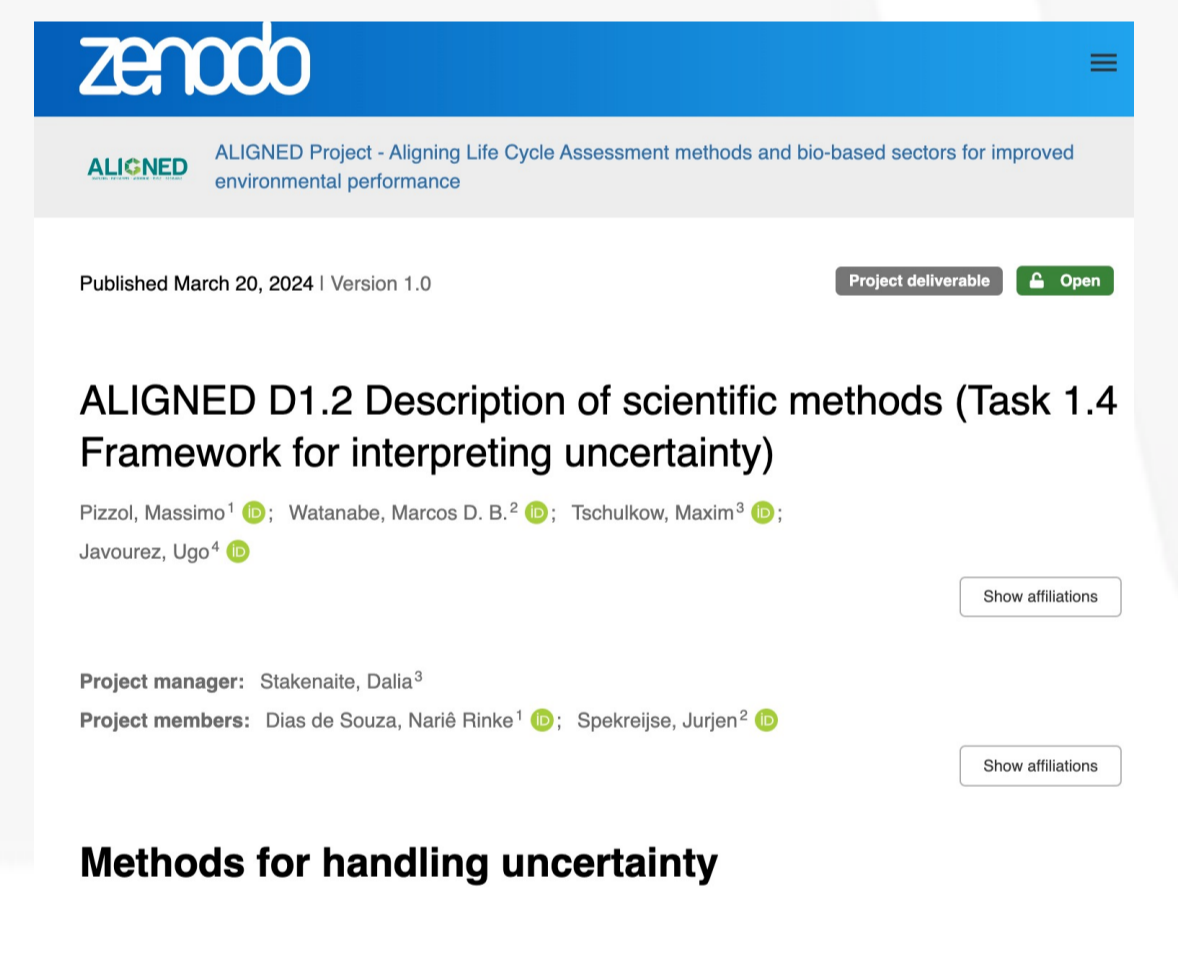 zenodo
ALIGNED
ALIGNED Project - Aligning Life Cycle Assessment methods and bio-based sectors for improved
environmental performance
Published March 20, 2024 | Version 1.0
Project deliverable
Open
ALIGNED D1.2 Description of scientific methods (Task 1.4
Framework for interpreting uncertainty)
Pizzol, Massimo¹ iD; Watanabe, Marcos D. B.² iD; Tschulkow, Maxim³ iD;
Javourez, Ugo⁴ iD
Show affiliations
Project manager: Stakenaite, Dalia³
Project members: Dias de Souza, Nariê Rinke¹ iD; Spekreijse, Jurjen² iD
Show affiliations
Methods for handling uncertainty